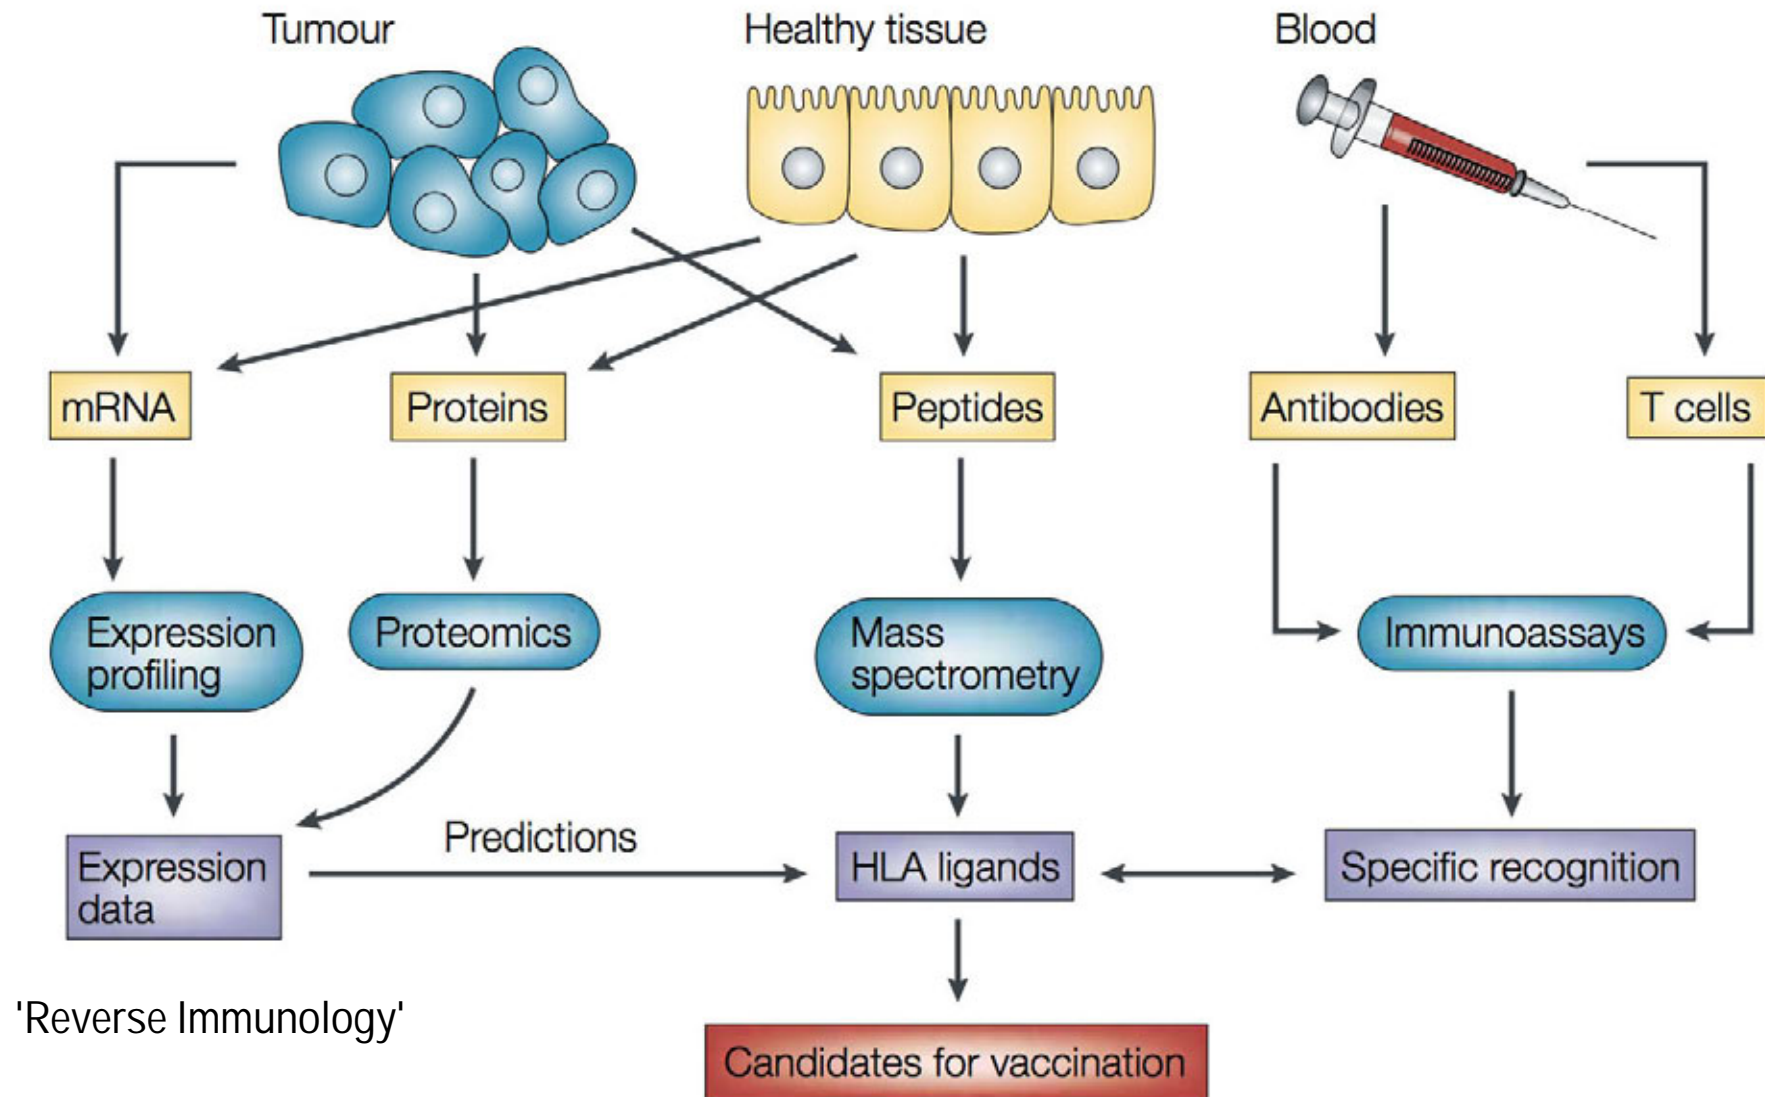 Tumour
Healthy tissue
Blood
mRNA
Proteins
Peptides
Antibodies
T cells
Expression
profiling
Proteomics
Mass
spectrometry
Immunoassays
Expression
data
Predictions
HLA ligands
Specific recognition
'Reverse Immunology'
Candidates for vaccination